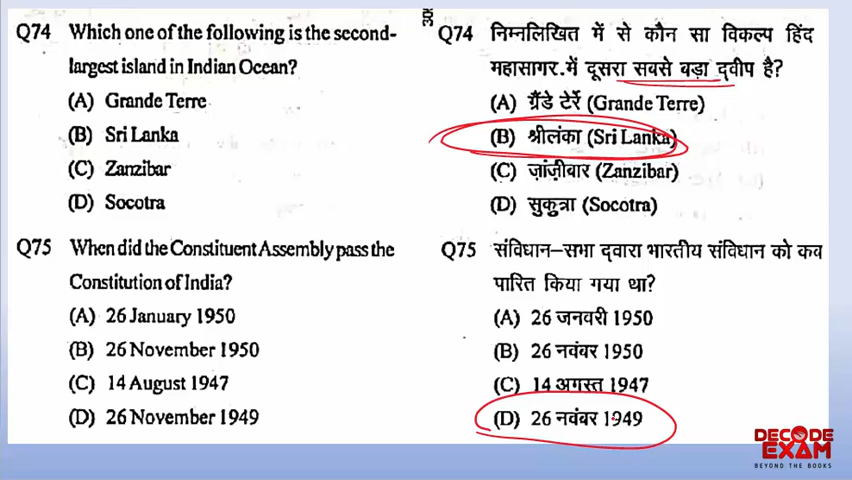 Q74 Which one of the following is the second-
largest island in Indian Ocean?
(A) Grande Terre
(B) Sri Lanka
(C) Zanzibar
(D) Socotra
Q75 When did the Constituent Assembly pass the
Constitution of India?
(A) 26 January 1950
(B) 26 November 1950
(C) 14 August 1947
(D) 26 November 1949
Q74 निम्नलिखित में से कौन सा विकल्प हिंद
महासागर में दूसरा सबसे बड़ा द्वीप है?
(A) ग्रैंडे टेर्रे (Grande Terre)
(B) श्रीलंका (Sri Lanka)
(C) ज़ांज़ीबार (Zanzibar)
(D) सुकुत्रा (Socotra)
Q75 संविधान–सभा द्वारा भारतीय संविधान को कब
पारित किया गया था?
(A) 26 जनवरी 1950
(B) 26 नवंबर 1950
(C) 14 अगस्त 1947
(D) 26 नवंबर 1949
DECODE
EXAM
BEYOND THE BOOKS